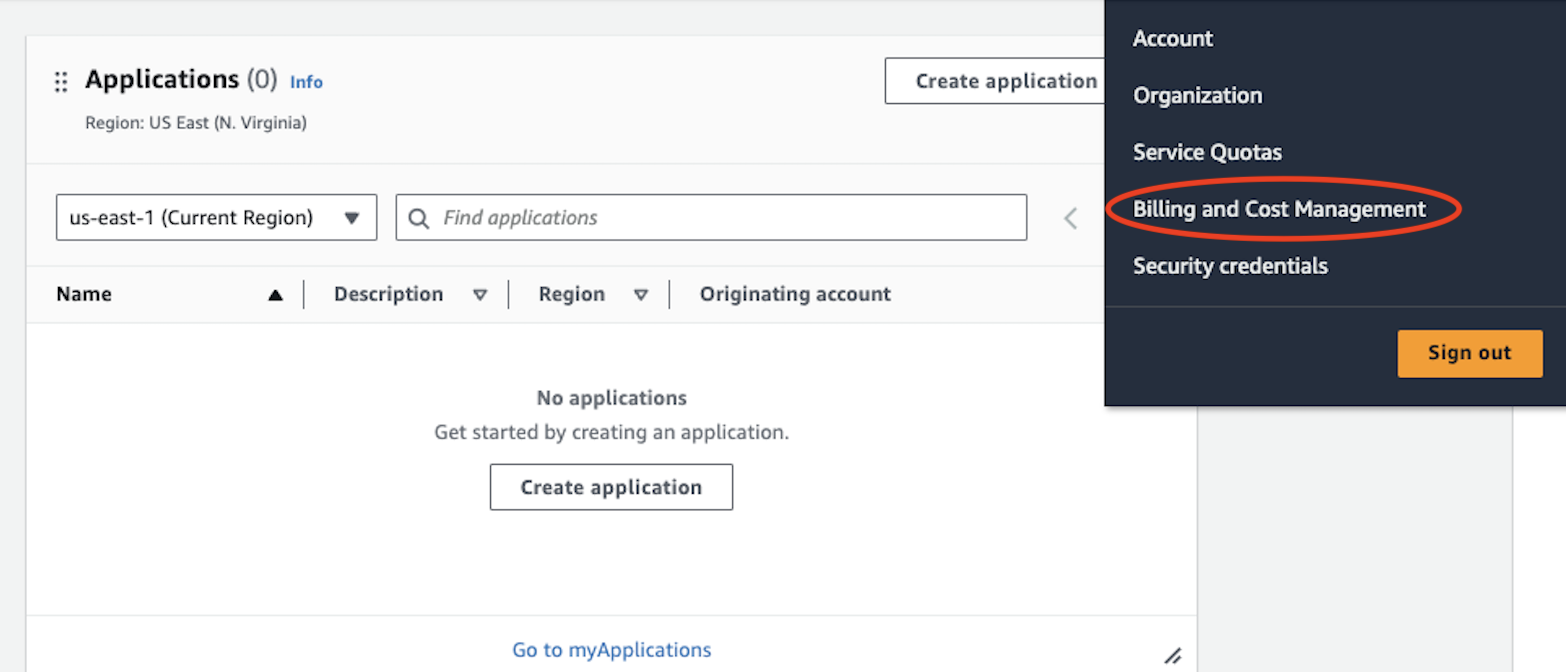 Applications (0) Info
Create application
Region: US East (N. Virginia)
us-east-1 (Current Region)
Find applications
Name
Description
Region
Originating account
No applications
Get started by creating an application.
Create application
Go to myApplications
Account
Organization
Service Quotas
Billing and Cost Management
Security credentials
Sign out